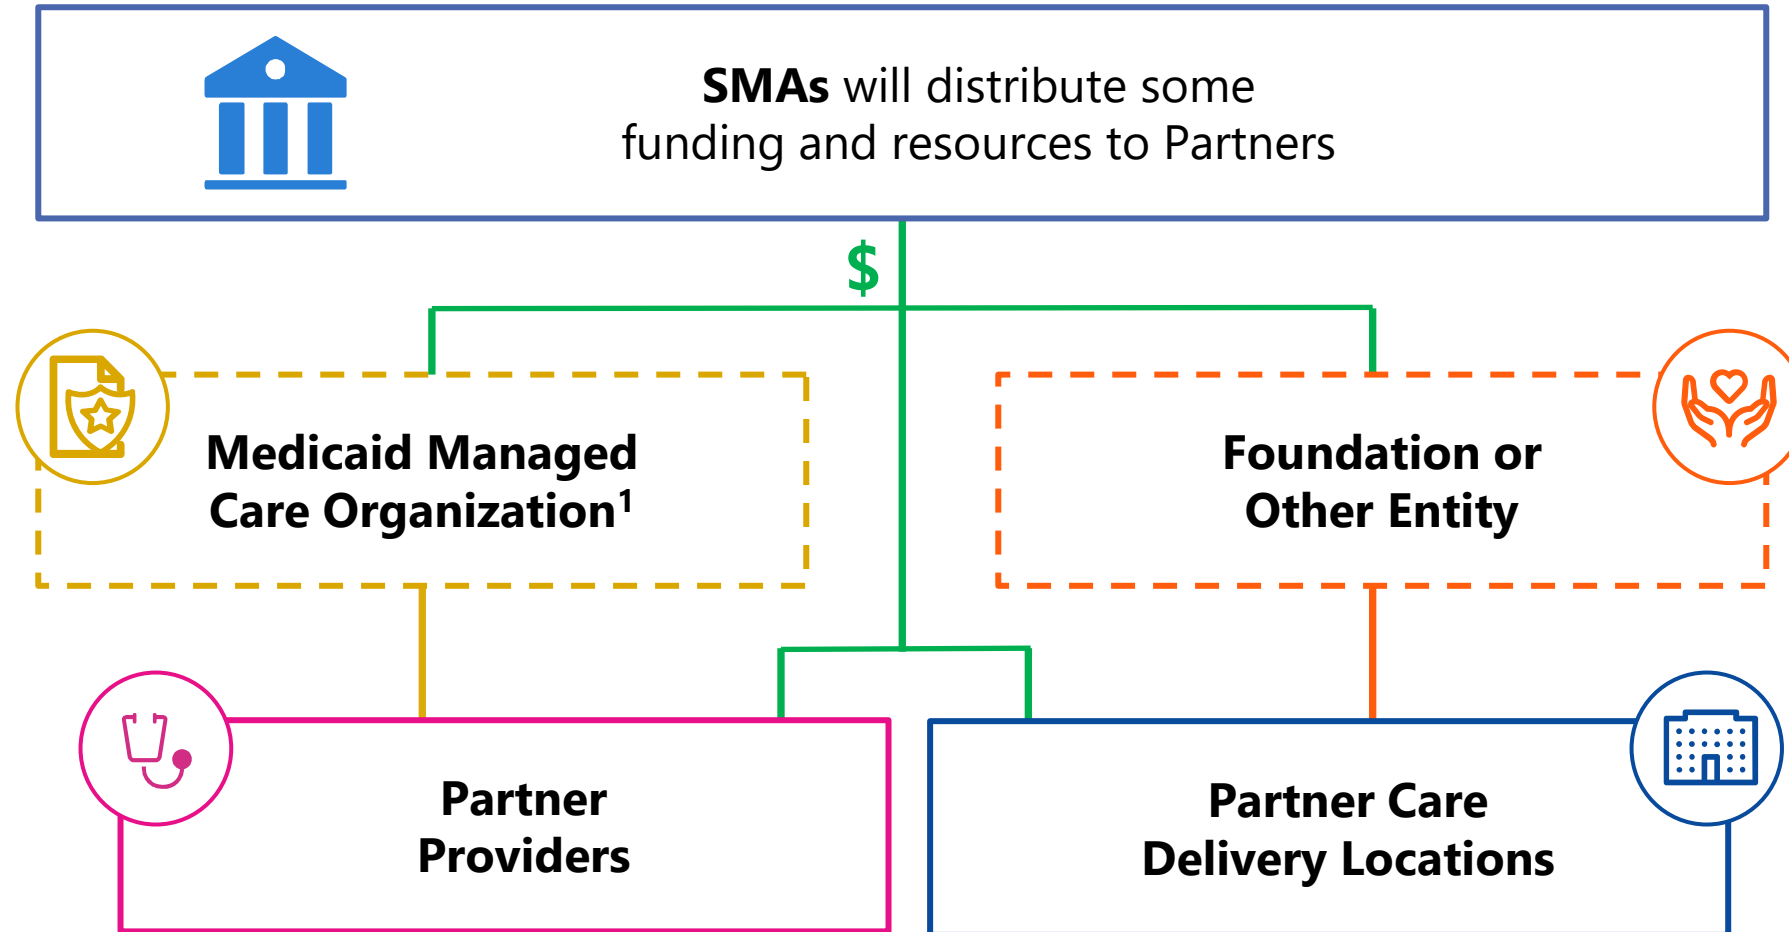 SMAs will distribute some
funding and resources to Partners
$
Medicaid Managed
Care Organization¹
Foundation or
Other Entity
Partner
Providers
Partner Care
Delivery Locations